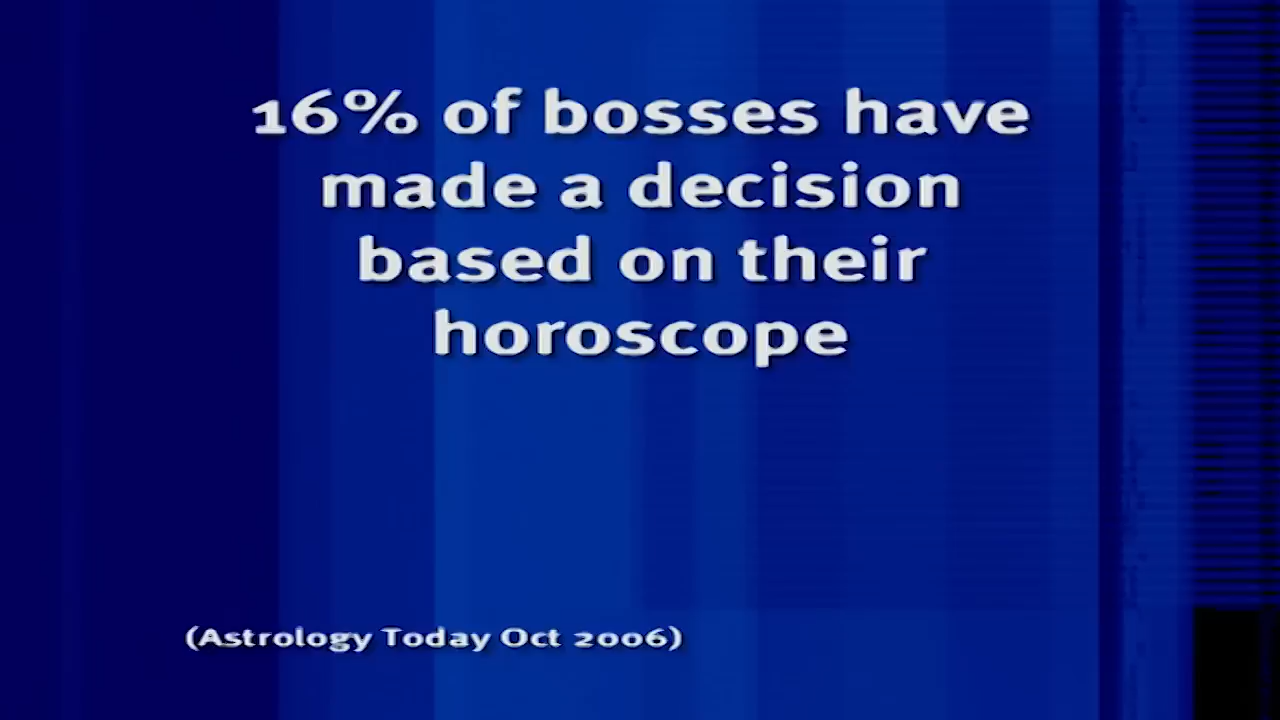 16% of bosses have
made a decision
based on their
horoscope
(Astrology Today Oct 2006)